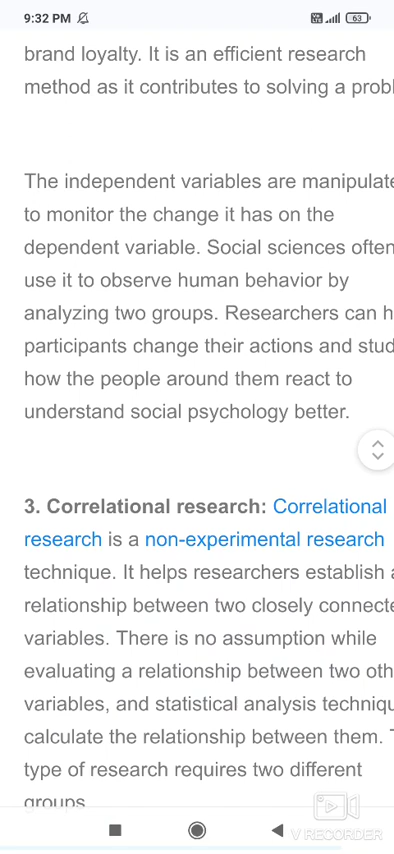 9:32 PM
63
brand loyalty. It is an efficient research
method as it contributes to solving a probl
The independent variables are manipulate
to monitor the change it has on the
dependent variable. Social sciences often
use it to observe human behavior by
analyzing two groups. Researchers can h
participants change their actions and stud
how the people around them react to
understand social psychology better.
3. Correlational research: Correlational
research is a non-experimental research
technique. It helps researchers establish a
relationship between two closely connecte
variables. There is no assumption while
evaluating a relationship between two oth
variables, and statistical analysis techniqu
calculate the relationship between them. T
type of research requires two different
groups
V RECORDER